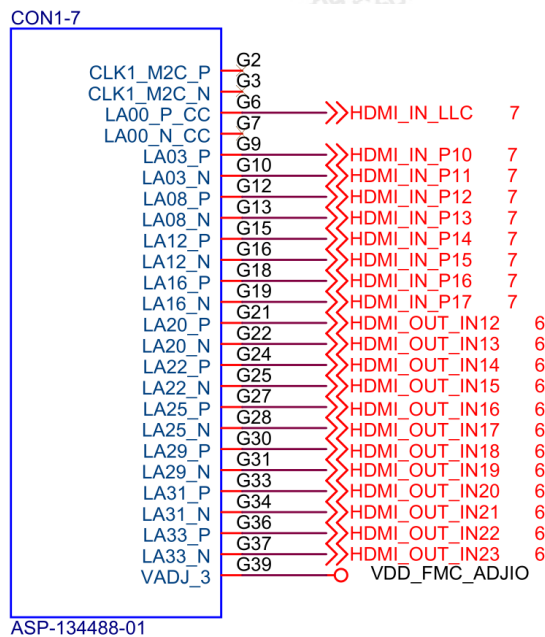 CON1-7
CLK1_M2C_P G2
CLK1_M2C_N G3
LA00_P_CC G6 HDMI_IN_LLC 7
LA00_N_CC G7
LA03_P G9 HDMI_IN_P10 7
LA03_N G10 HDMI_IN_P11 7
LA08_P G12 HDMI_IN_P12 7
LA08_N G13 HDMI_IN_P13 7
LA12_P G15 HDMI_IN_P14 7
LA12_N G16 HDMI_IN_P15 7
LA16_P G18 HDMI_IN_P16 7
LA16_N G19 HDMI_IN_P17 7
LA20_P G21 HDMI_OUT_IN12 6
LA20_N G22 HDMI_OUT_IN13 6
LA22_P G24 HDMI_OUT_IN14 6
LA22_N G25 HDMI_OUT_IN15 6
LA25_P G27 HDMI_OUT_IN16 6
LA25_N G28 HDMI_OUT_IN17 6
LA29_P G30 HDMI_OUT_IN18 6
LA29_N G31 HDMI_OUT_IN19 6
LA31_P G33 HDMI_OUT_IN20 6
LA31_N G34 HDMI_OUT_IN21 6
LA33_P G36 HDMI_OUT_IN22 6
LA33_N G37 HDMI_OUT_IN23 6
VADJ_3 G39 VDD_FMC_ADJIO
ASP-134488-01